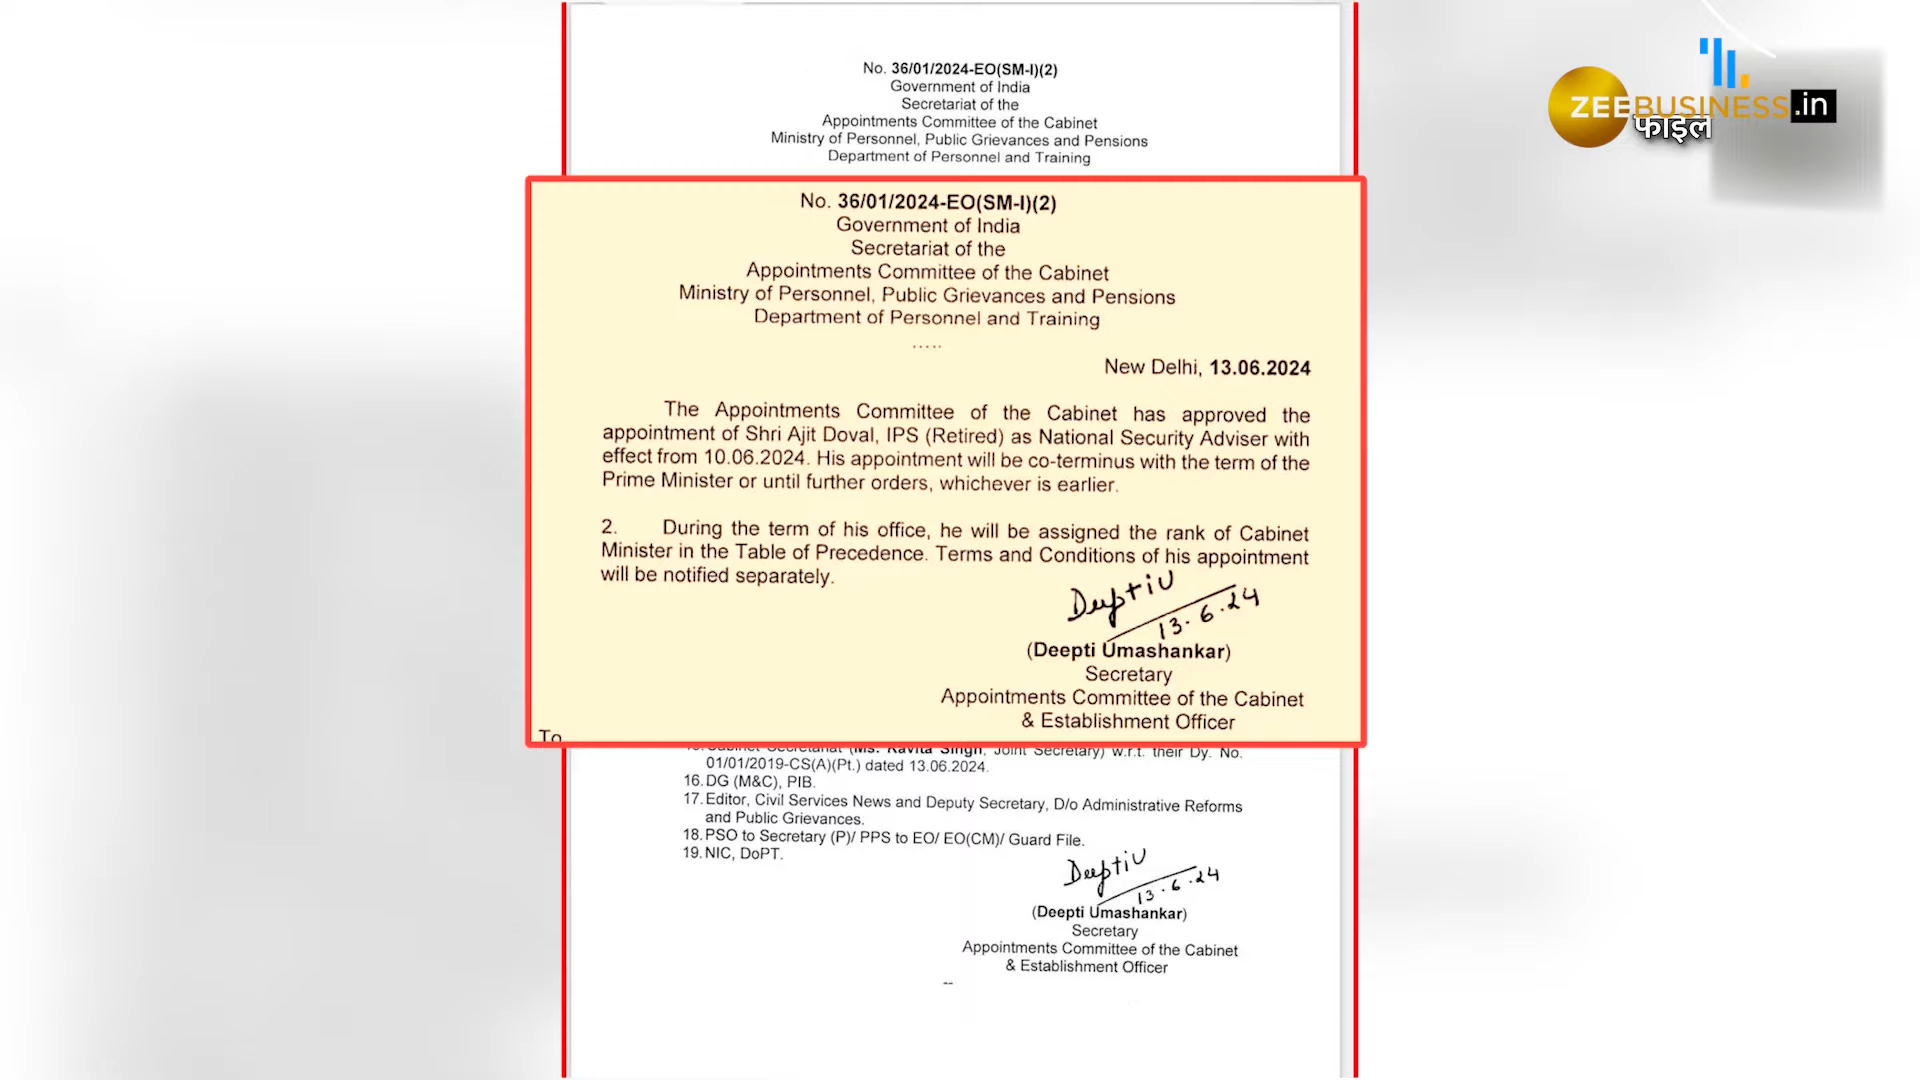 No. 36/01/2024-EO(SM-I)(2)
Government of India
Secretariat of the
Appointments Committee of the Cabinet
Ministry of Personnel, Public Grievances and Pensions
Department of Personnel and Training
ZEEBUSINESS.in
फाइल
No. 36/01/2024-EO(SM-I)(2)
Government of India
Secretariat of the
Appointments Committee of the Cabinet
Ministry of Personnel, Public Grievances and Pensions
Department of Personnel and Training
.....
New Delhi, 13.06.2024
The Appointments Committee of the Cabinet has approved the
appointment of Shri Ajit Doval, IPS (Retired) as National Security Adviser with
effect from 10.06.2024. His appointment will be co-terminus with the term of the
Prime Minister or until further orders, whichever is earlier.
2. During the term of his office, he will be assigned the rank of Cabinet
Minister in the Table of Precedence. Terms and Conditions of his appointment
will be notified separately.
Deepti U
13.6.24
(Deepti Umashankar)
Secretary
Appointments Committee of the Cabinet
& Establishment Officer
To
Cabinet Secretariat (Ms. Kavita Singh, Joint Secretary) w.r.t. their Dy. No.
01/01/2019-CS(A)(Pt.) dated 13.06.2024.
16. DG (M&C), PIB.
17. Editor, Civil Services News and Deputy Secretary, D/o Administrative Reforms
and Public Grievances.
18. PSO to Secretary (P)/ PPS to EO/ EO(CM)/ Guard File.
19. NIC, DoPT.
Deepti U
13.6.24
(Deepti Umashankar)
Secretary
Appointments Committee of the Cabinet
& Establishment Officer